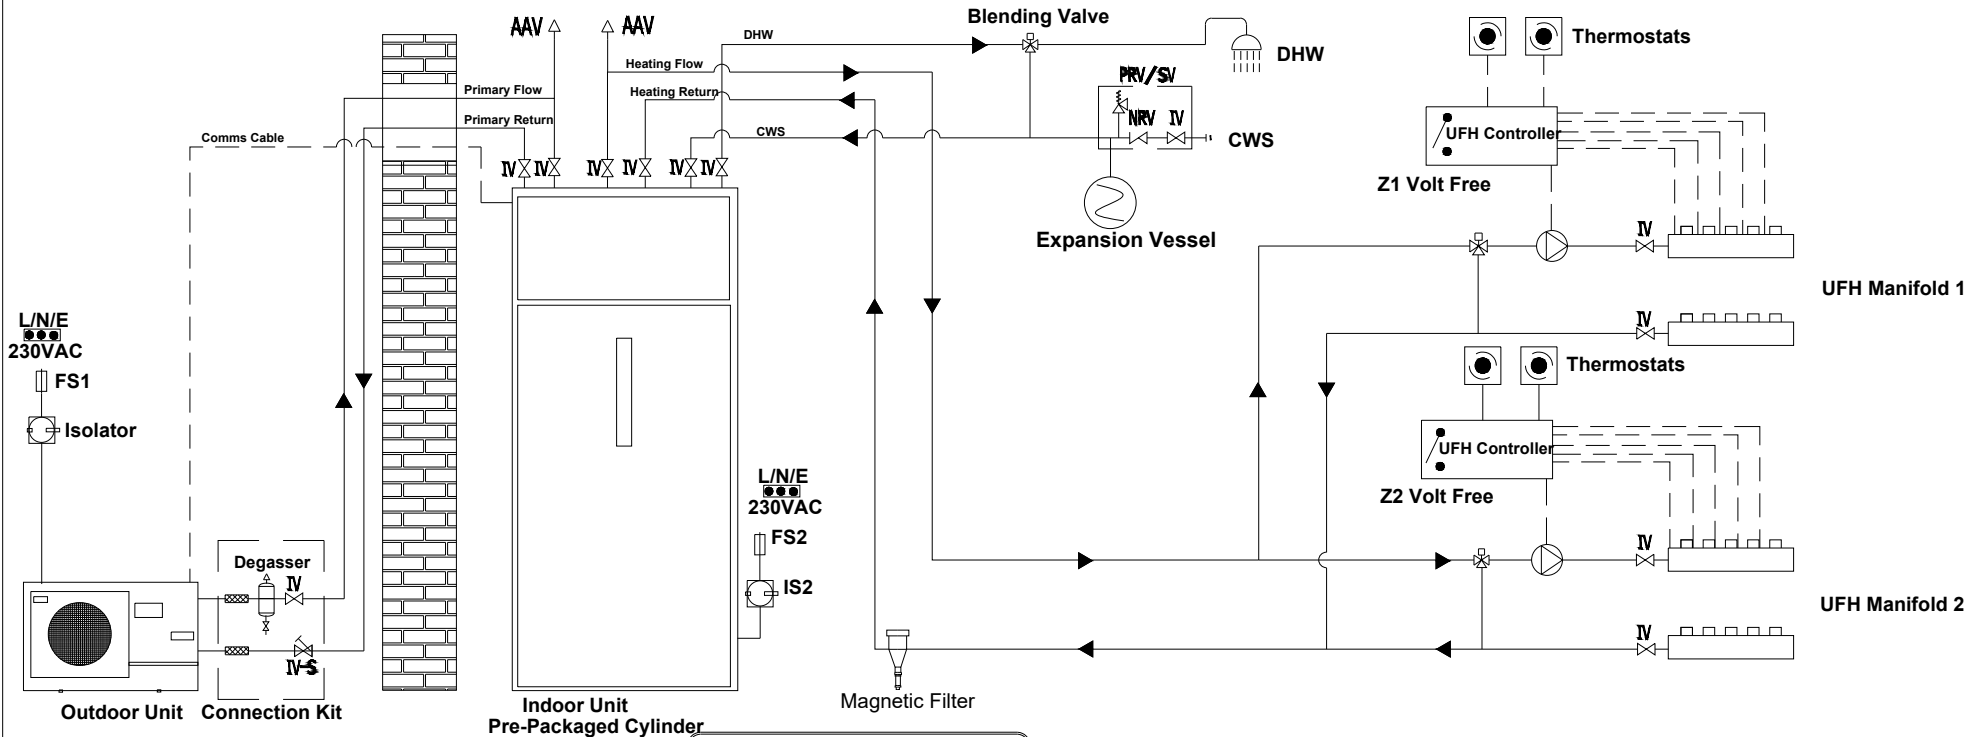 Blending Valve
AAV
AAV
DHW
DHW
Thermostats
Heating Flow
PRV/SV
Primary Flow
Heating Return
Primary Return
NRV
IV
CWS
CWS
UFH Controller
Comms Cable
IV
IV
IV
IV
IV
IV
Z1 Volt Free
Expansion Vessel
IV
UFH Manifold 1
L/N/E
230VAC
IV
FS1
Thermostats
Isolator
UFH Controller
L/N/E
230VAC
Z2 Volt Free
FS2
IV
Degasser
IV
IS2
UFH Manifold 2
IV
IV-S
Outdoor Unit
Connection Kit
Indoor Unit
Pre-Packaged Cylinder
Magnetic Filter